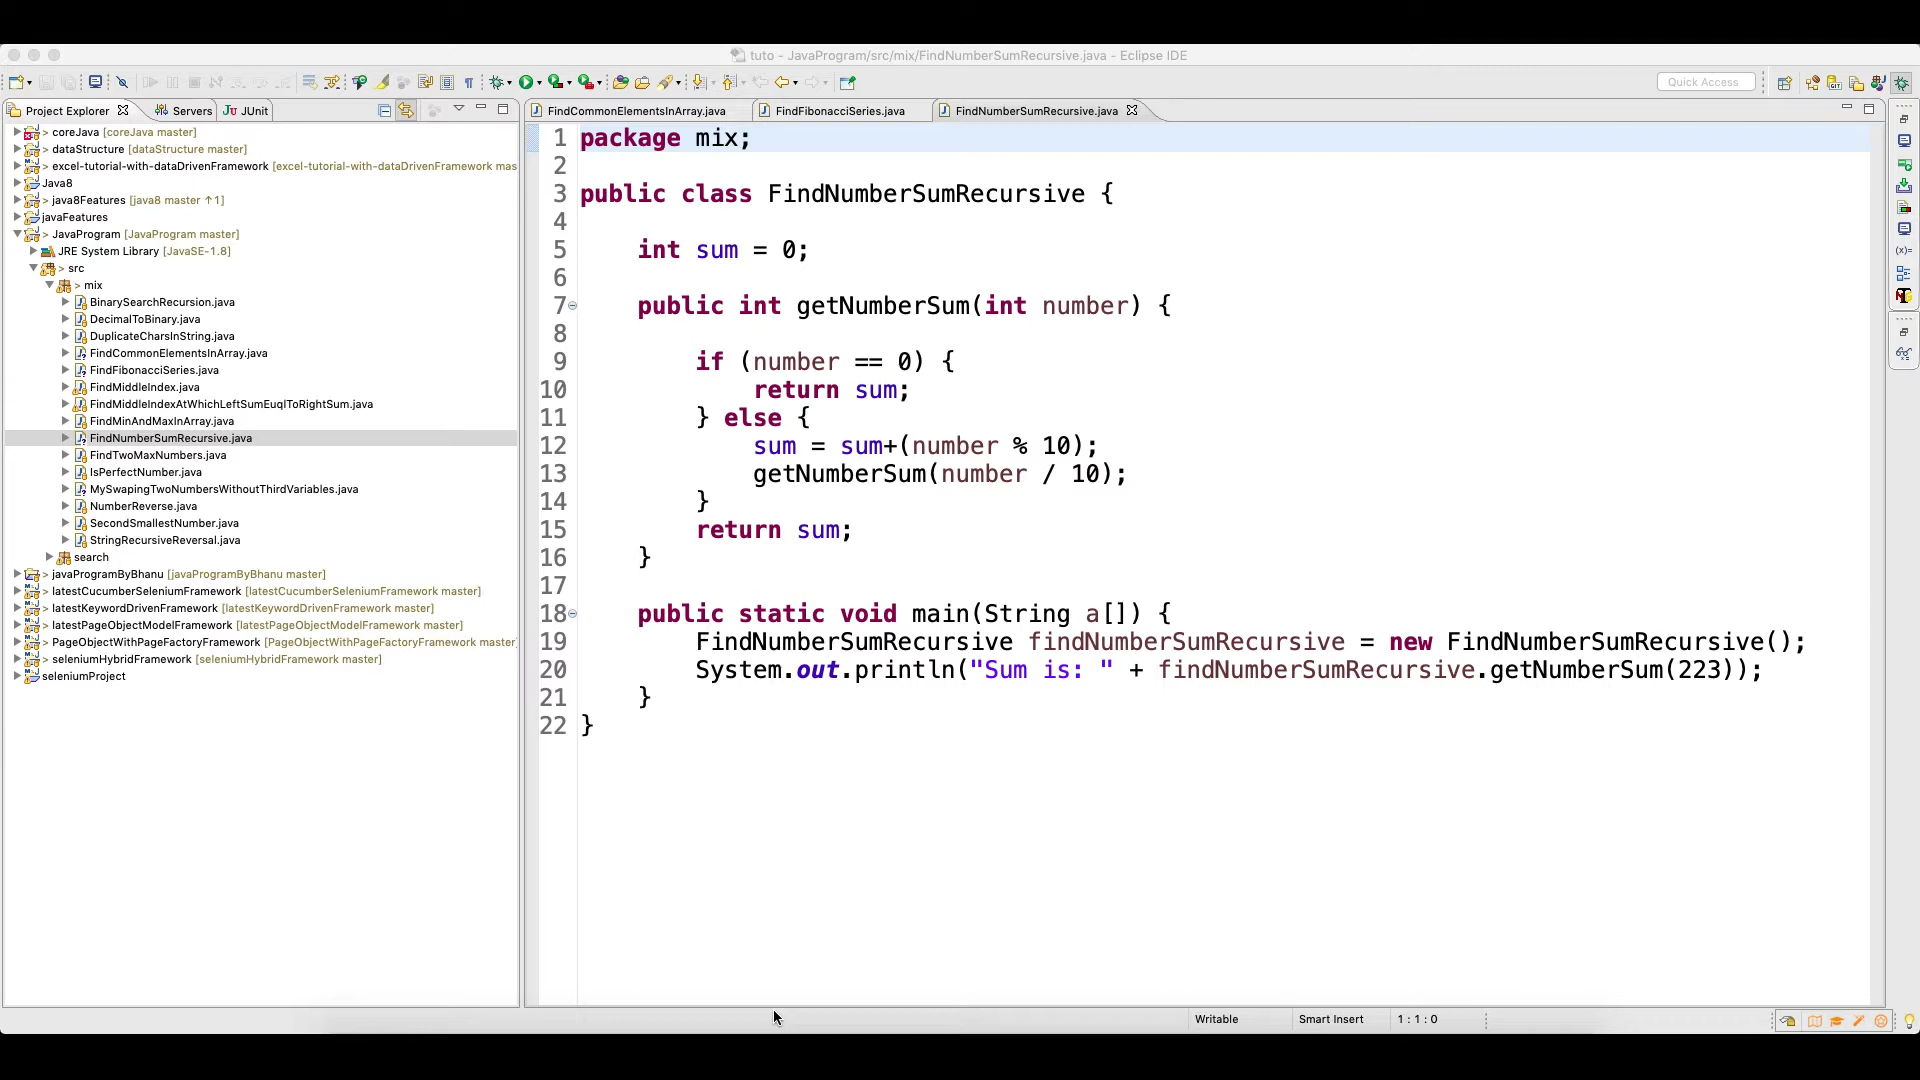 tuto - JavaProgram/src/mix/FindNumberSumRecursive.java - Eclipse IDE
Quick Access
Project Explorer
Servers
JUnit
> coreJava [coreJava master]
> dataStructure [dataStructure master]
> excel-tutorial-with-dataDrivenFramework [excel-tutorial-with-dataDrivenFramework mas
Java8
> java8Features [java8 master ↑1]
javaFeatures
> JavaProgram [JavaProgram master]
JRE System Library [JavaSE-1.8]
> src
> mix
BinarySearchRecursion.java
DecimalToBinary.java
DuplicateCharsInString.java
FindCommonElementsInArray.java
FindFibonacciSeries.java
FindMiddleIndex.java
FindMiddleIndexAtWhichLeftSumEuqlToRightSum.java
FindMinAndMaxInArray.java
FindNumberSumRecursive.java
FindTwoMaxNumbers.java
IsPerfectNumber.java
MySwapingTwoNumbersWithoutThirdVariables.java
NumberReverse.java
SecondSmallestNumber.java
StringRecursiveReversal.java
search
> javaProgramByBhanu [javaProgramByBhanu master]
> latestCucumberSeleniumFramework [latestCucumberSeleniumFramework master]
> latestKeywordDrivenFramework [latestKeywordDrivenFramework master]
> latestPageObjectModelFramework [latestPageObjectModelFramework master]
> PageObjectWithPageFactoryFramework [PageObjectWithPageFactoryFramework master
> seleniumHybridFramework [seleniumHybridFramework master]
seleniumProject
FindCommonElementsInArray.java
FindFibonacciSeries.java
FindNumberSumRecursive.java
1 package mix;
2
3 public class FindNumberSumRecursive {
4
5 int sum = 0;
6
7 public int getNumberSum(int number) {
8
9 if (number == 0) {
10 return sum;
11 } else {
12 sum = sum+(number % 10);
13 getNumberSum(number / 10);
14 }
15 return sum;
16 }
17
18 public static void main(String a[]) {
19 FindNumberSumRecursive findNumberSumRecursive = new FindNumberSumRecursive();
20 System.out.println("Sum is: " + findNumberSumRecursive.getNumberSum(223));
21 }
22 }
Writable
Smart Insert
1 : 1 : 0